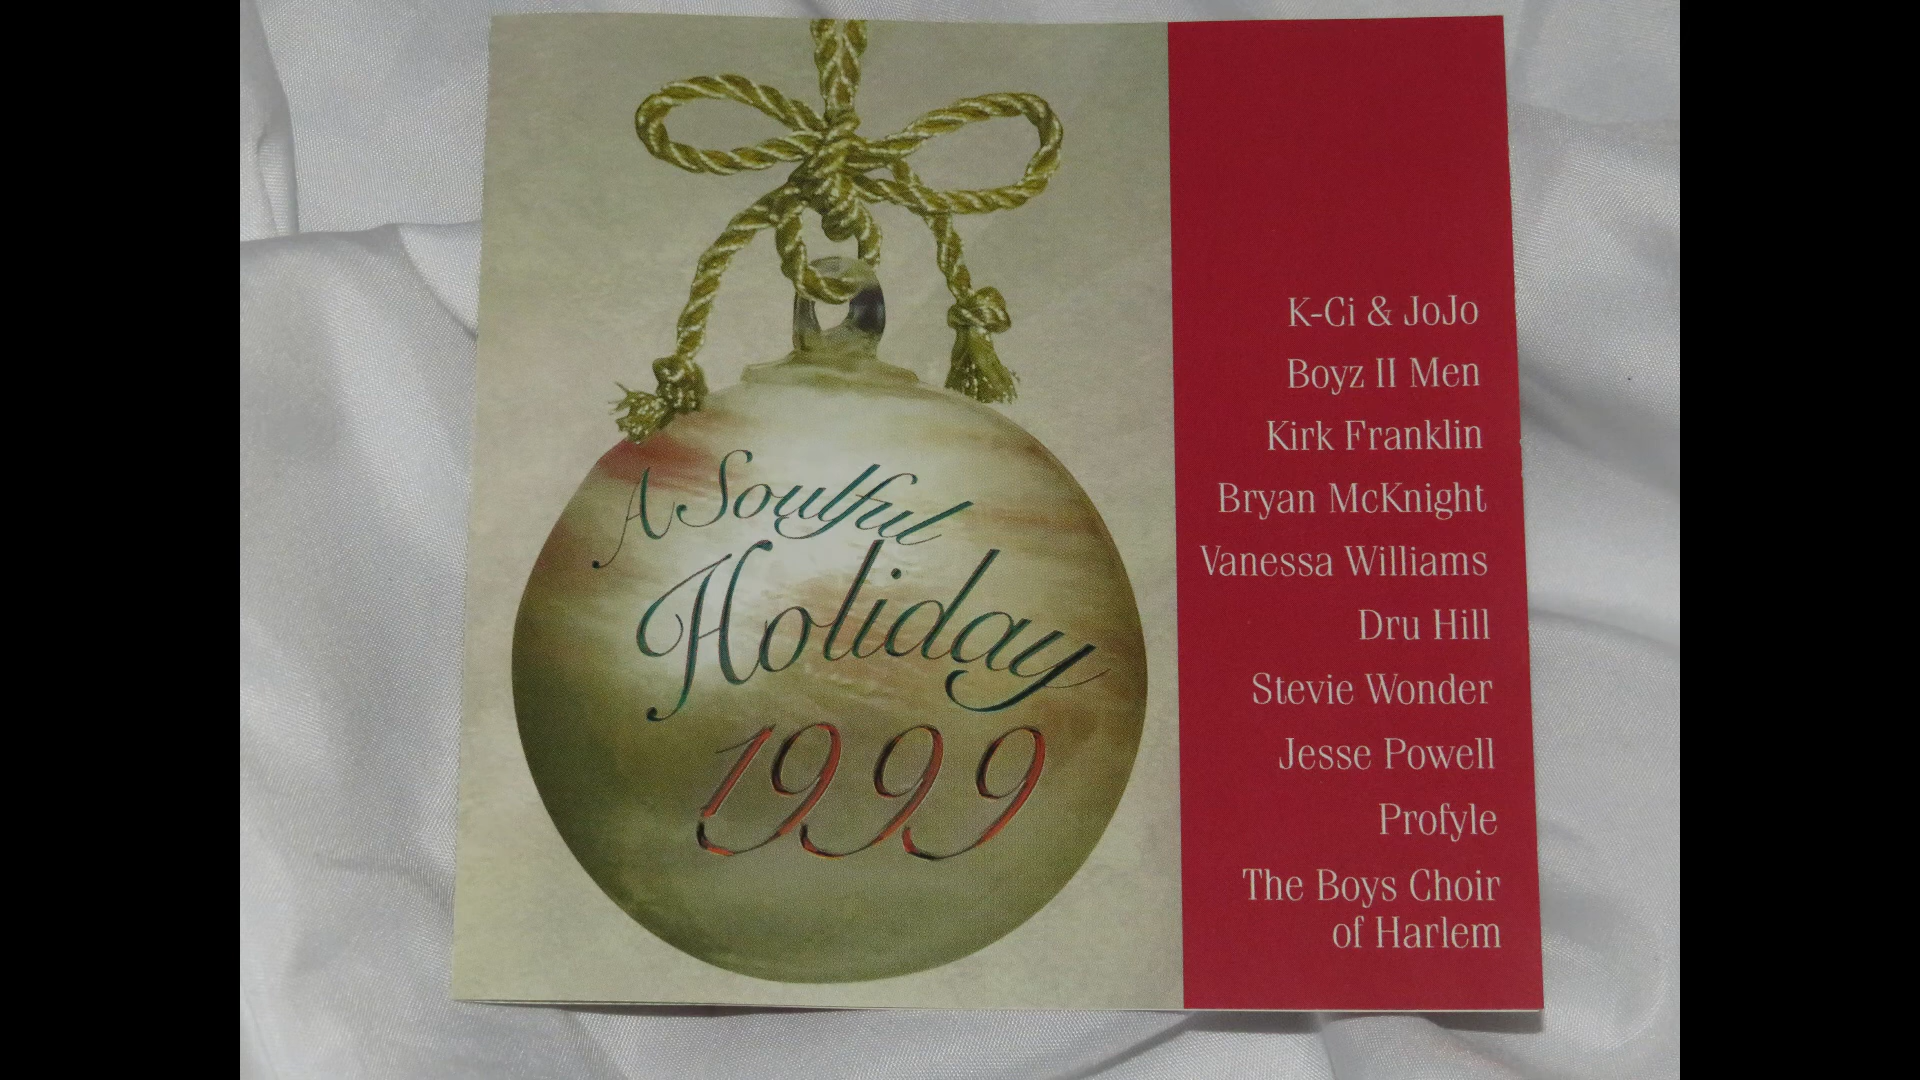 A Soulful
Holiday
1999
K-Ci & JoJo
Boyz II Men
Kirk Franklin
Bryan McKnight
Vanessa Williams
Dru Hill
Stevie Wonder
Jesse Powell
Profyle
The Boys Choir
of Harlem